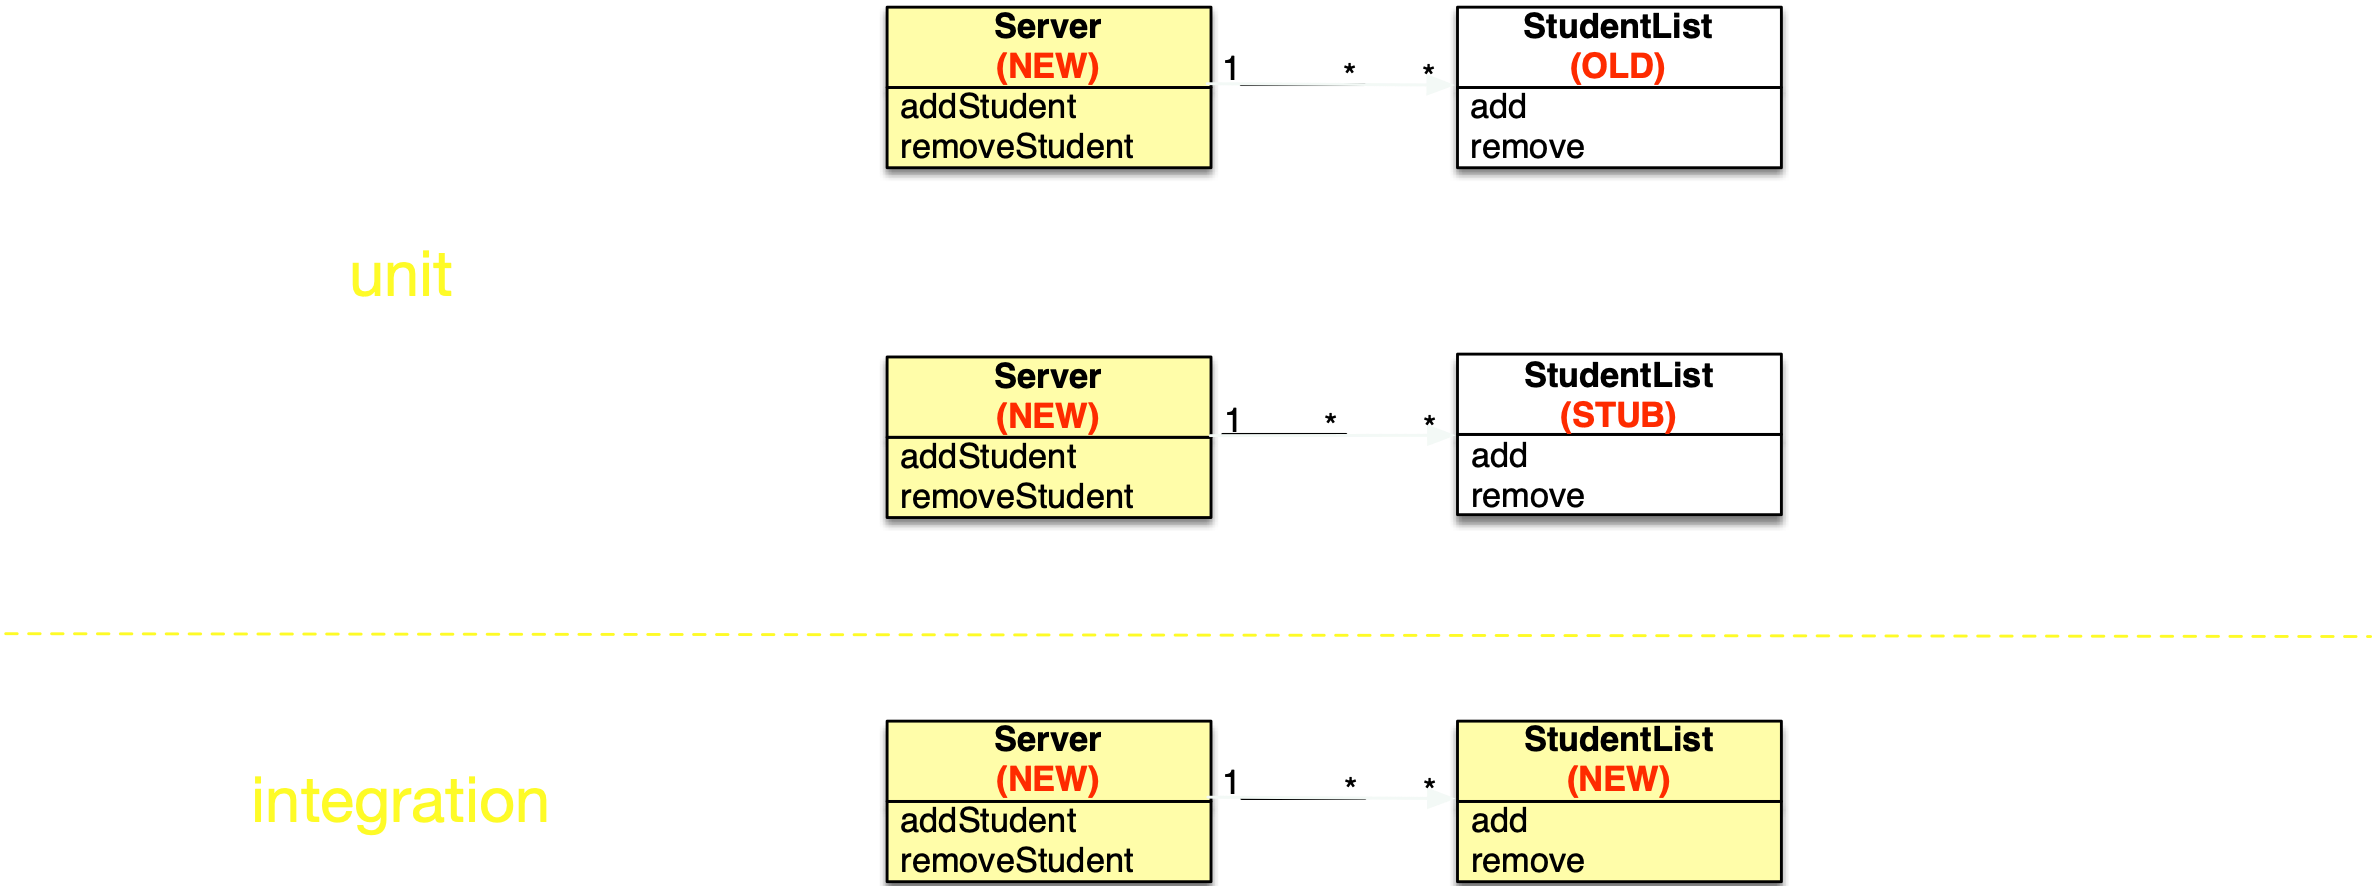 Server
(NEW)
addStudent
removeStudent
1 * *
StudentList
(OLD)
add
remove
unit
Server
(NEW)
addStudent
removeStudent
1 * *
StudentList
(STUB)
add
remove
integration
Server
(NEW)
addStudent
removeStudent
1 * *
StudentList
(NEW)
add
remove